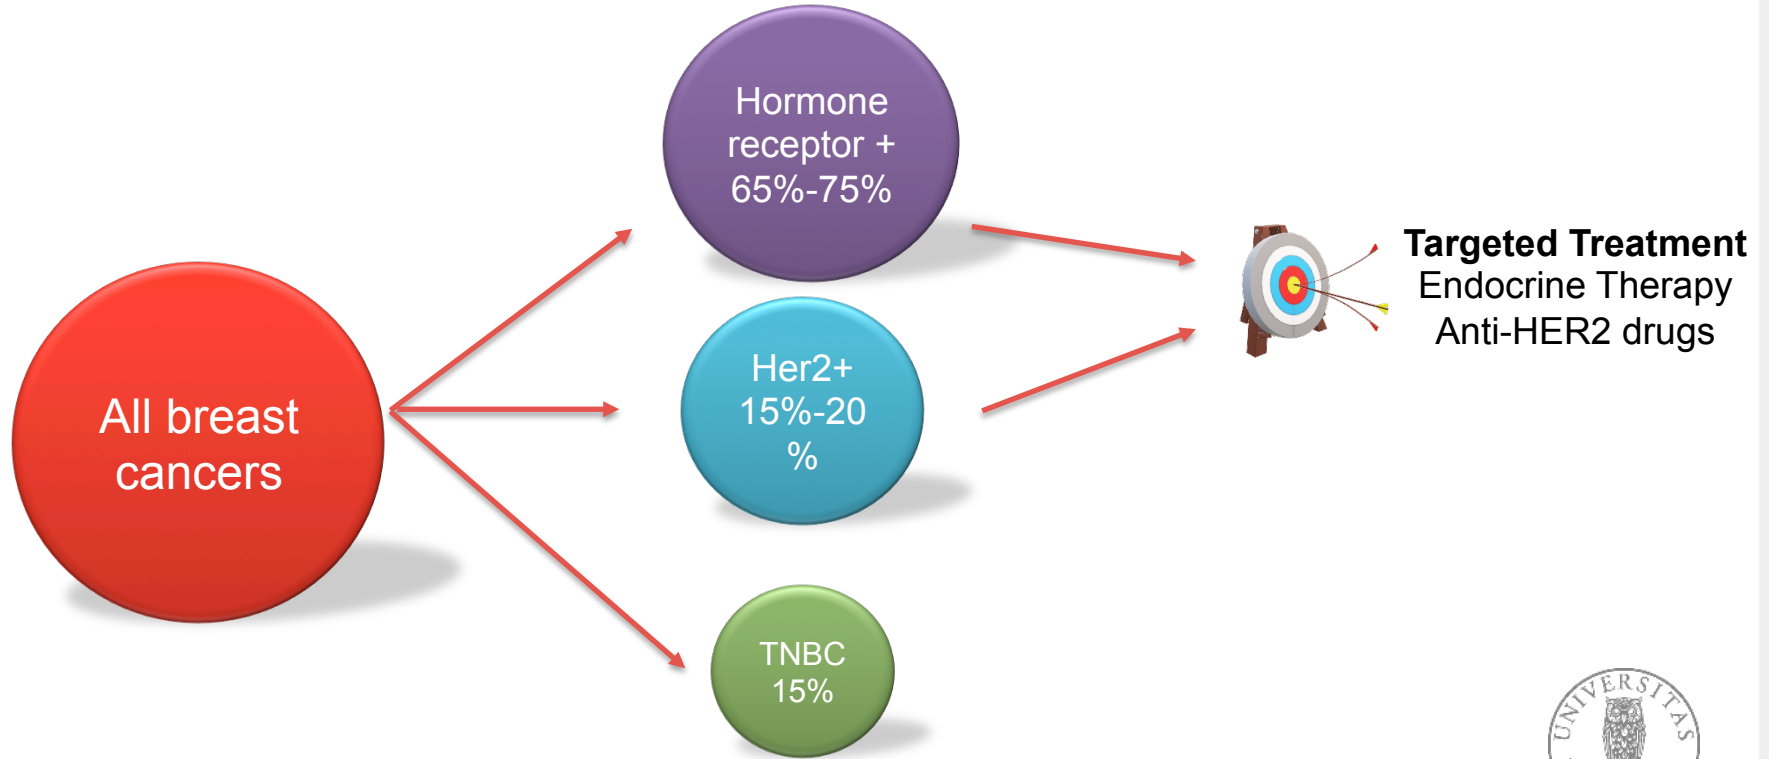 All breast
cancers
Hormone
receptor +
65%-75%
Her2+
15%-20
%
TNBC
15%
Targeted Treatment
Endocrine Therapy
Anti-HER2 drugs
UNIVERSITAS